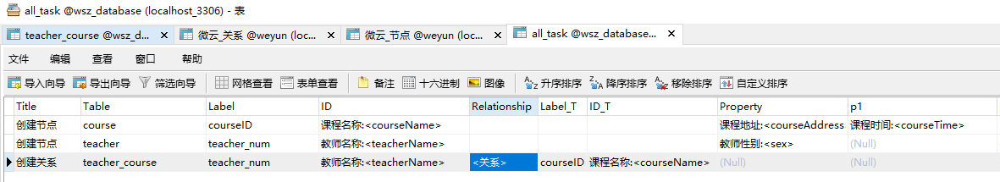 all_task @wsz_database (localhost_3306) - 表
teacher_course @wsz_d... 微云_关系 @weyun (loc... 微云_节点 @weyun (loc... all_task @wsz_database...
文件 编辑 查看 窗口 帮助
导入向导 导出向导 筛选向导 网格查看 表单查看 备注 十六进制 图像 升序排序 降序排序 移除排序 自定义排序
Title Table Label ID Relationship Label_T ID_T Property p1
创建节点 course courseID 课程名称:<courseName> 课程地址:<courseAddress 课程时间:<courseTime>
创建节点 teacher teacher_num 教师名称:<teacherName> 教师性别:<sex> (Null)
创建关系 teacher_course teacher_num 教师名称:<teacherName> <关系> courseID 课程名称:<courseName> (Null) (Null)